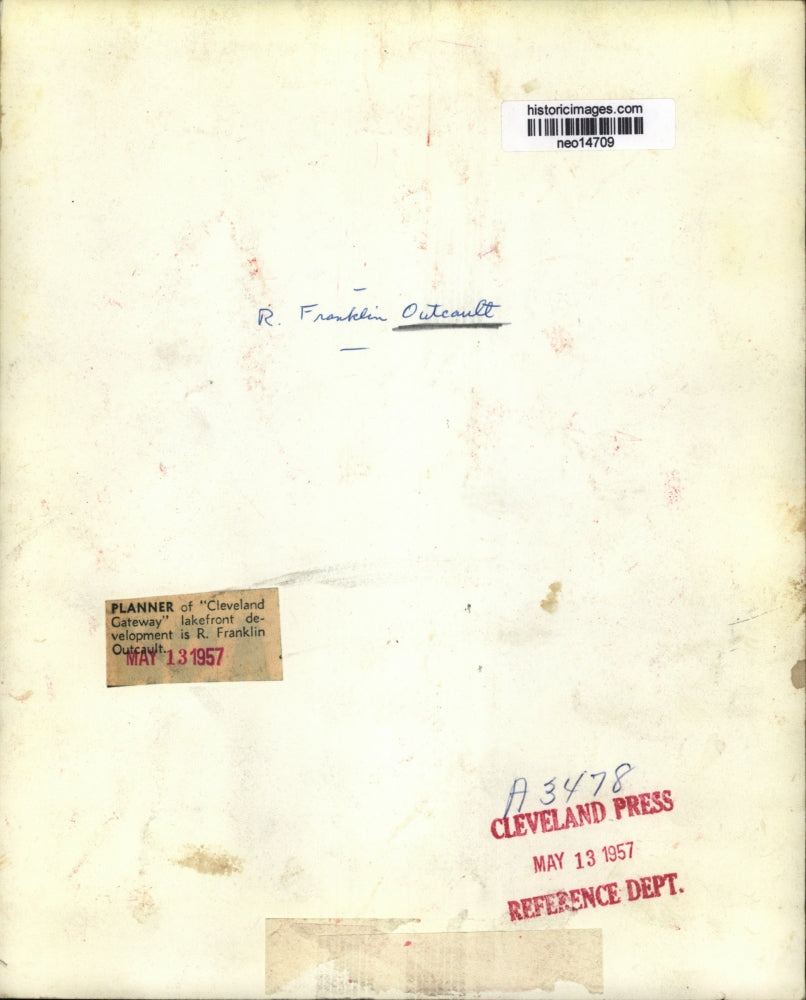 historicimages.com
neo14709
R. Franklin Outcault
PLANNER of "Cleveland
Gateway" lakefront de-
velopment is R. Franklin
Outcault.
MAY 13 1957
A 3478
CLEVELAND PRESS
MAY 13 1957
REFERENCE DEPT.